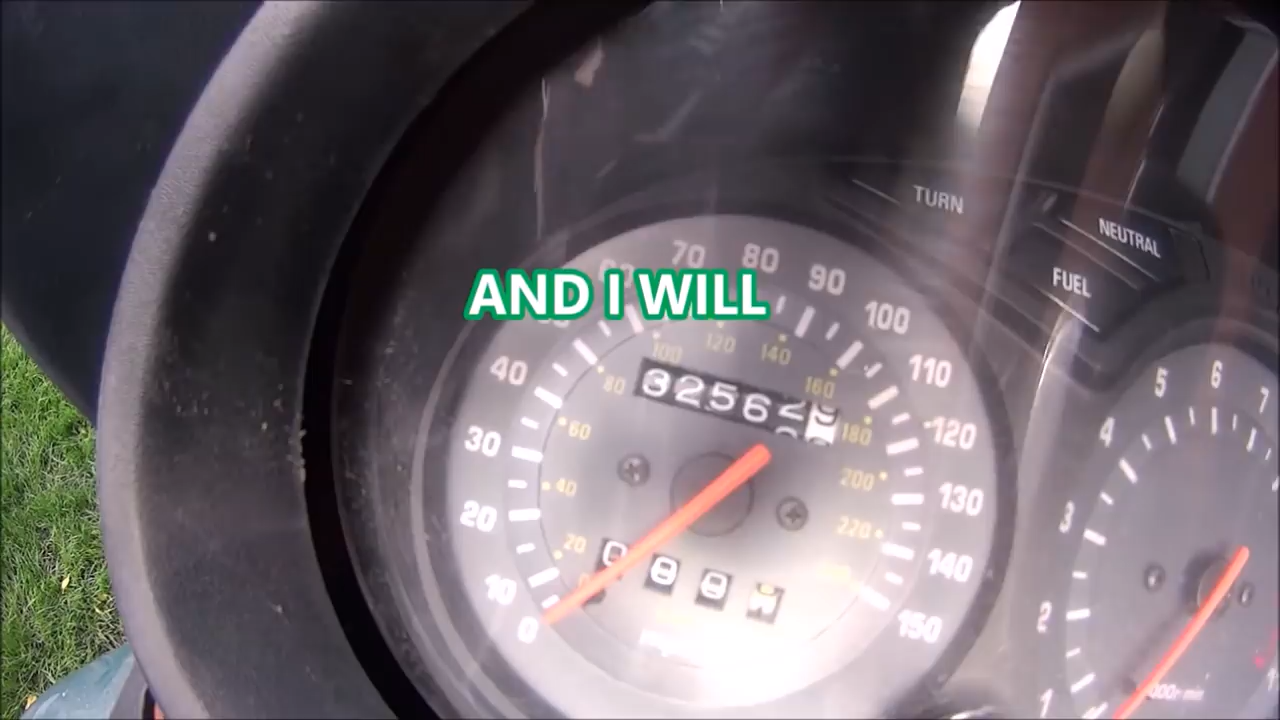 TURN
NEUTRAL
FUEL
AND I WILL
70 80 90 100 110 120 130 140 150
40 30 20 10 0
100 120 140 160 180 200 220
80 60 40 20
3256
4 5 6 7
3
2
1